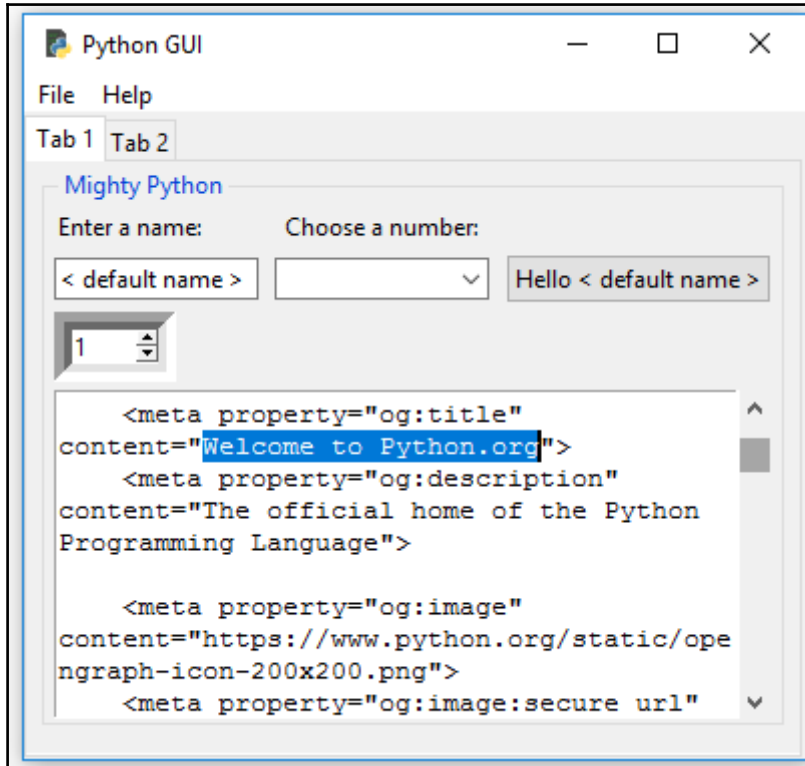 Python GUI
File Help
Tab 1 Tab 2
Mighty Python
Enter a name: Choose a number:
< default name > Hello < default name >
1
<meta property="og:title"
content="Welcome to Python.org">
<meta property="og:description"
content="The official home of the Python
Programming Language">
<meta property="og:image"
content="https://www.python.org/static/ope
ngraph-icon-200x200.png">
<meta property="og:image:secure url"